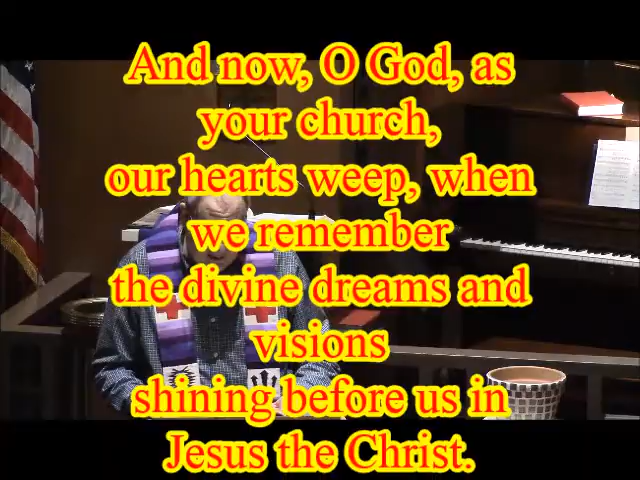 And now, O God, as
your church,
our hearts weep, when
we remember
the divine dreams and
visions
shining before us in
Jesus the Christ.